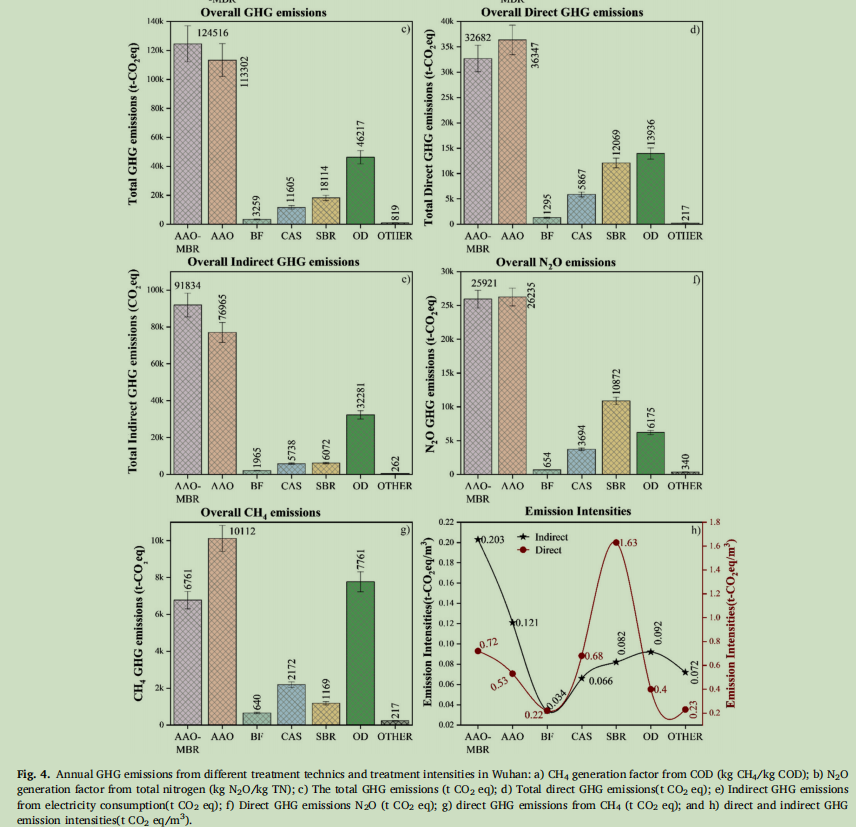 MBR
Overall GHG emissions
c)
Total GHG emissions (t-CO₂eq)
140k
120k
100k
80k
60k
40k
20k
0
124516
113302
3259
11605
18114
46217
819
AAO-MBR AAO BF CAS SBR OD OTHER
Overall Direct GHG emissions
d)
Total Direct GHG emissions (t-CO₂eq)
40k
35k
30k
25k
20k
15k
10k
5k
0
32682
36347
1295
5867
12069
13936
217
AAO-MBR AAO BF CAS SBR OD OTHER
Overall Indirect GHG emissions
e)
Total Indirect GHG emissions (CO₂eq)
100k
80k
60k
40k
20k
0
91834
76965
1965
5738
6072
32281
262
AAO-MBR AAO BF CAS SBR OD OTHER
Overall N₂O emissions
f)
N₂O GHG emissions (t-CO₂eq)
30k
25k
20k
15k
10k
5k
0
25921
26235
654
3694
10872
6175
340
AAO-MBR AAO BF CAS SBR OD OTHER
Overall CH₄ emissions
g)
CH₄ GHG emissions (t-CO₂eq)
10k
8k
6k
4k
2k
0
6761
10112
640
2172
1169
7761
217
AAO-MBR AAO BF CAS SBR OD OTHER
Emission Intensities
h)
Indirect
Direct
Emission Intensities(t-CO₂eq/m³)
0.22
0.20
0.18
0.16
0.14
0.12
0.10
0.08
0.06
0.04
0.02
0.203
0.121
0.034
0.066
0.082
0.092
0.072
0.72
0.53
0.22
0.68
1.63
0.4
0.23
1.8
1.6
1.4
1.2
1.0
0.8
0.6
0.4
0.2
Emission Intensities(t-CO₂eq/m³)
AAO-MBR AAO BF CAS SBR OD OTHER
Fig. 4. Annual GHG emissions from different treatment technics and treatment intensities in Wuhan: a) CH₄ generation factor from COD (kg CH₄/kg COD); b) N₂O
generation factor from total nitrogen (kg N₂O/kg TN); c) The total GHG emissions (t CO₂ eq); d) Total direct GHG emissions(t CO₂ eq); e) Indirect GHG emissions
from electricity consumption(t CO₂ eq); f) Direct GHG emissions N₂O (t CO₂ eq); g) direct GHG emissions from CH₄ (t CO₂ eq); and h) direct and indirect GHG
emission intensities(t CO₂ eq/m³).